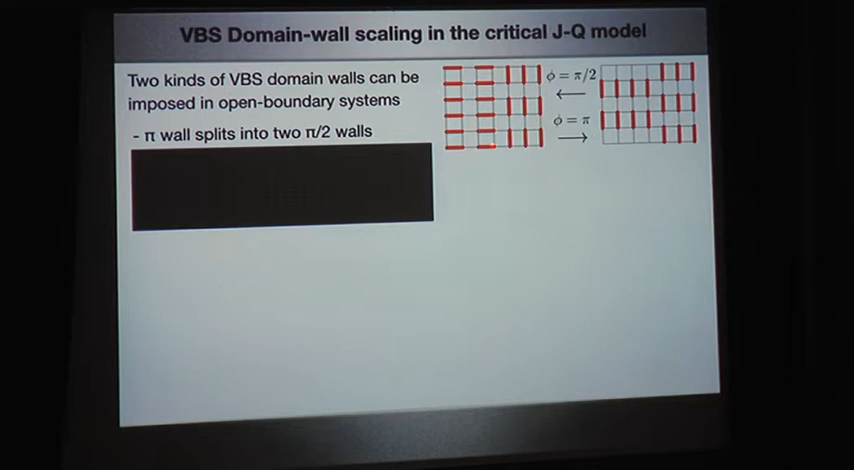 VBS Domain-wall scaling in the critical J-Q model
Two kinds of VBS domain walls can be
imposed in open-boundary systems
- π wall splits into two π/2 walls
ϕ = π/2
←
ϕ = π
→